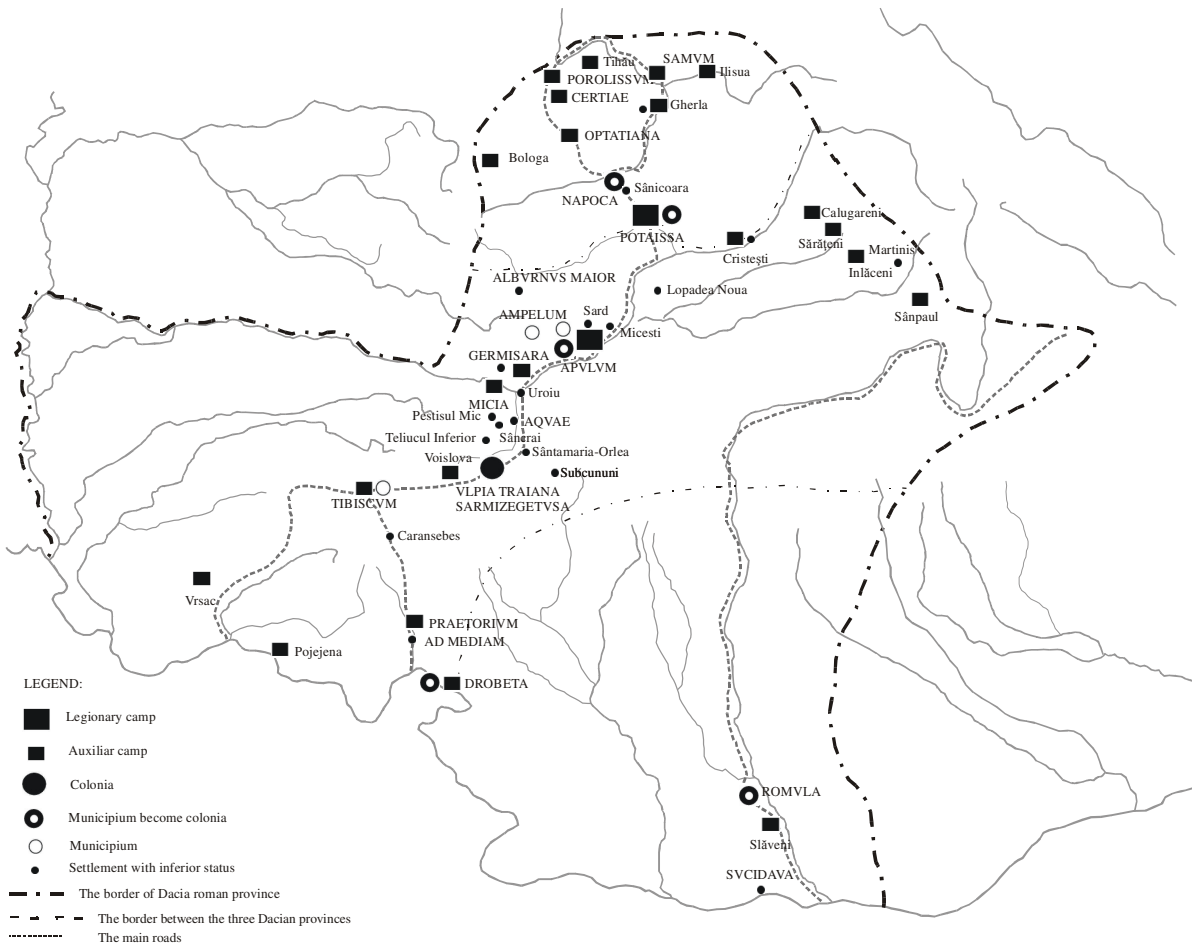 Tihău
SAMVM
Ilisua
POROLISSVM
CERTIAE
Gherla
OPTATIANA
Bologa
Sânicoara
NAPOCA
POTAISSA
Calugareni
Sărățeni
Martinis
Inlăceni
Cristești
ALBVRNVS MAIOR
Lopadea Noua
Sânpaul
AMPELUM
Sard
Micesti
GERMISARA
APVLVM
MICIA
Uroiu
Pestisul Mic
AQVAE
Teliucul Inferior
Sâncrai
Voislova
Sântamaria-Orlea
Subcununi
VLPIA TRAIANA
SARMIZEGETVSA
TIBISCVM
Caransebes
Vrsac
PRAETORIVM
AD MEDIAM
Pojejena
DROBETA
ROMVLA
Slăveni
SVCIDAVA
LEGEND:
Legionary camp
Auxiliar camp
Colonia
Municipium become colonia
Municipium
Settlement with inferior status
The border of Dacia roman province
The border between the three Dacian provinces
The main roads